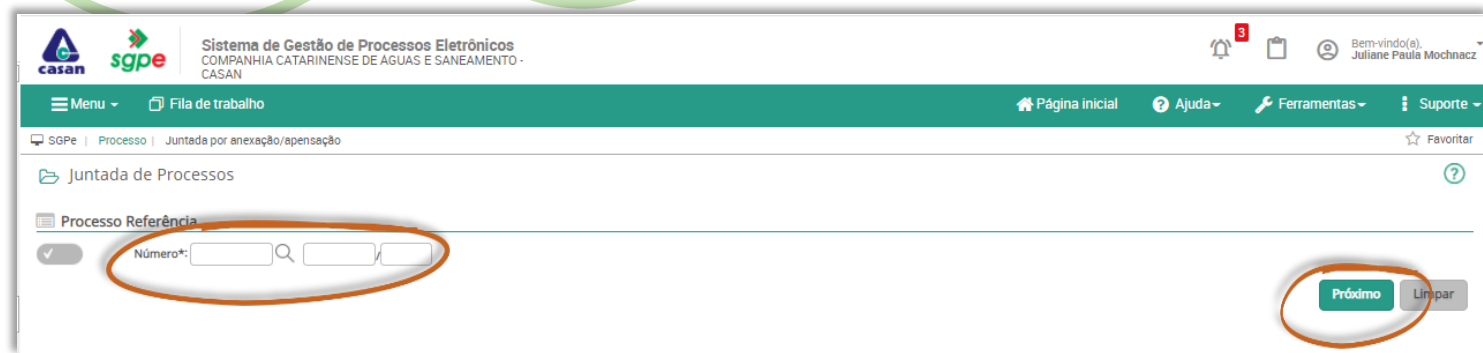 casan
sgpe
Sistema de Gestão de Processos Eletrônicos
COMPANHIA CATARINENSE DE AGUAS E SANEAMENTO -
CASAN
3
Bem-vindo(a),
Juliane Paula Mochnacz
Menu
Fila de trabalho
Página inicial
? Ajuda
Ferramentas
Suporte
SGPe | Processo | Juntada por anexação/apensação
Favoritar
Juntada de Processos
?
Processo Referência
Número*: /
Próximo
Limpar